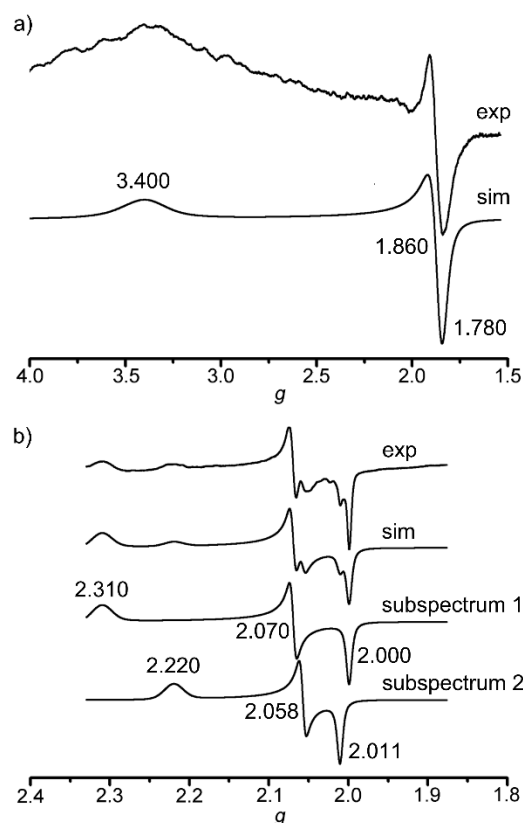 a)
exp
3.400
sim
1.860
1.780
4.0 3.5 3.0 2.5 2.0 1.5
g
b)
exp
sim
2.310
subspectrum 1
2.070
2.000
2.220
subspectrum 2
2.058
2.011
2.4 2.3 2.2 2.1 2.0 1.9 1.8
g